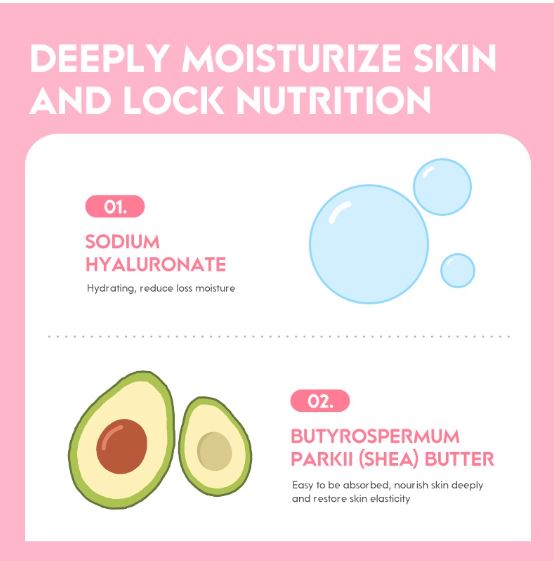 DEEPLY MOISTURIZE SKIN
AND LOCK NUTRITION
01.
SODIUM
HYALURONATE
Hydrating, reduce loss moisture
02.
BUTYROSPERMUM
PARKII (SHEA) BUTTER
Easy to be absorbed, nourish skin deeply
and restore skin elasticity